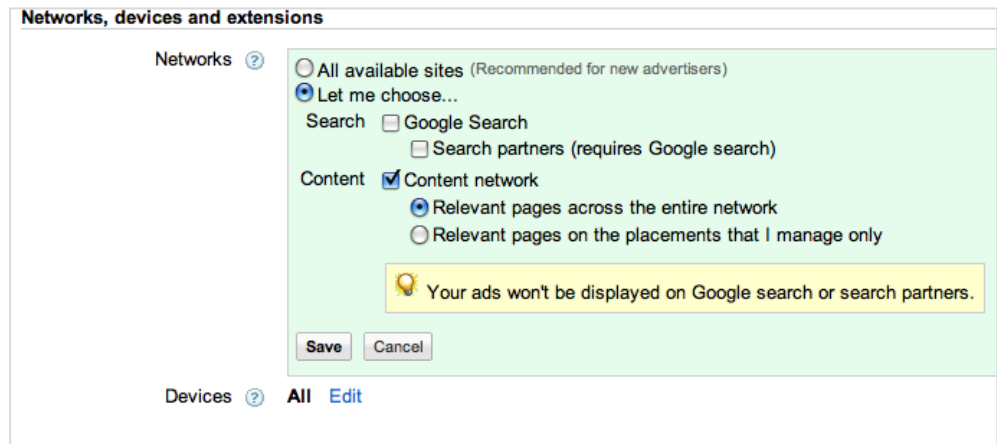 Networks, devices and extensions
Networks ?
All available sites (Recommended for new advertisers)
Let me choose...
Search Google Search
Search partners (requires Google search)
Content Content network
Relevant pages across the entire network
Relevant pages on the placements that I manage only
Your ads won't be displayed on Google search or search partners.
Save Cancel
Devices ? All Edit